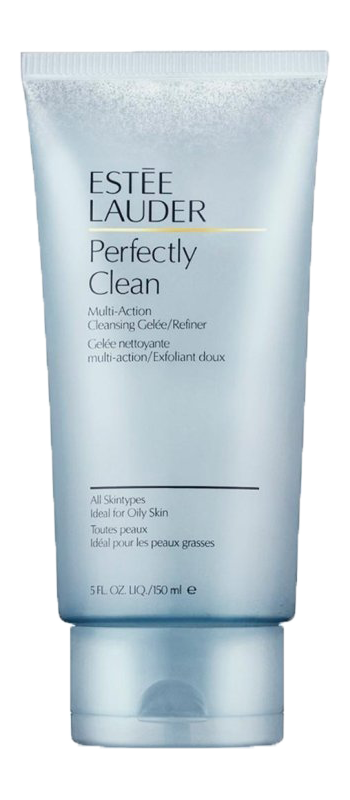 ESTĒE
LAUDER
Perfectly
Clean
Multi-Action
Cleansing Gelée/Refiner
Gelée nettoyante
multi-action/Exfoliant doux
All Skintypes
Ideal for Oily Skin
Toutes peaux
Idéal pour les peaux grasses
5 FL. OZ. LIQ./150 ml ℮